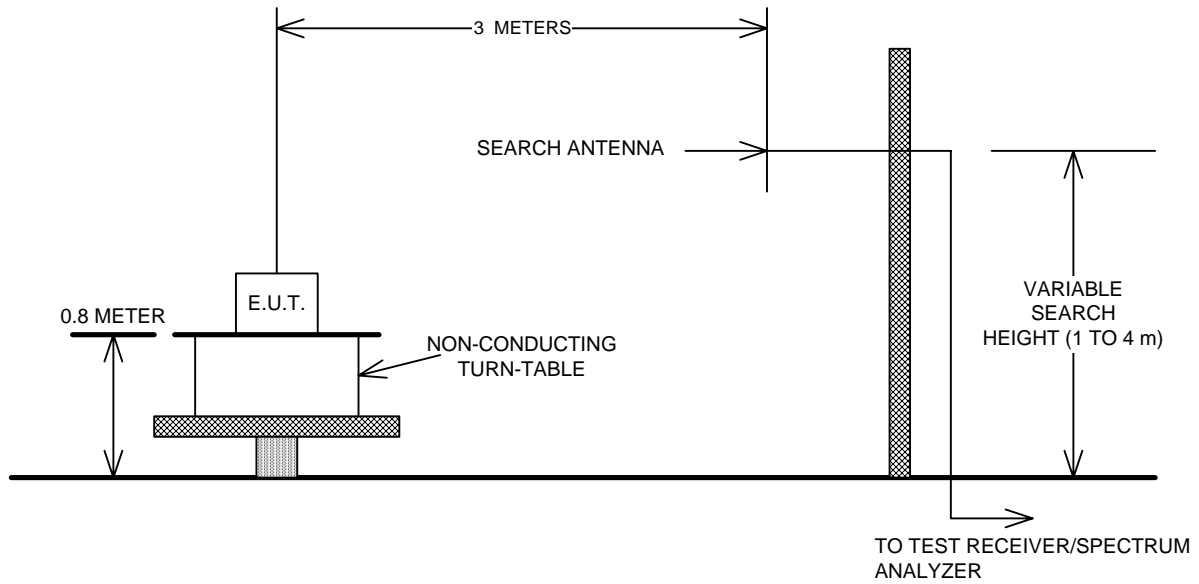 3 METERS
SEARCH ANTENNA
E.U.T.
0.8 METER
NON-CONDUCTING
TURN-TABLE
VARIABLE
SEARCH
HEIGHT (1 TO 4 m)
TO TEST RECEIVER/SPECTRUM
ANALYZER